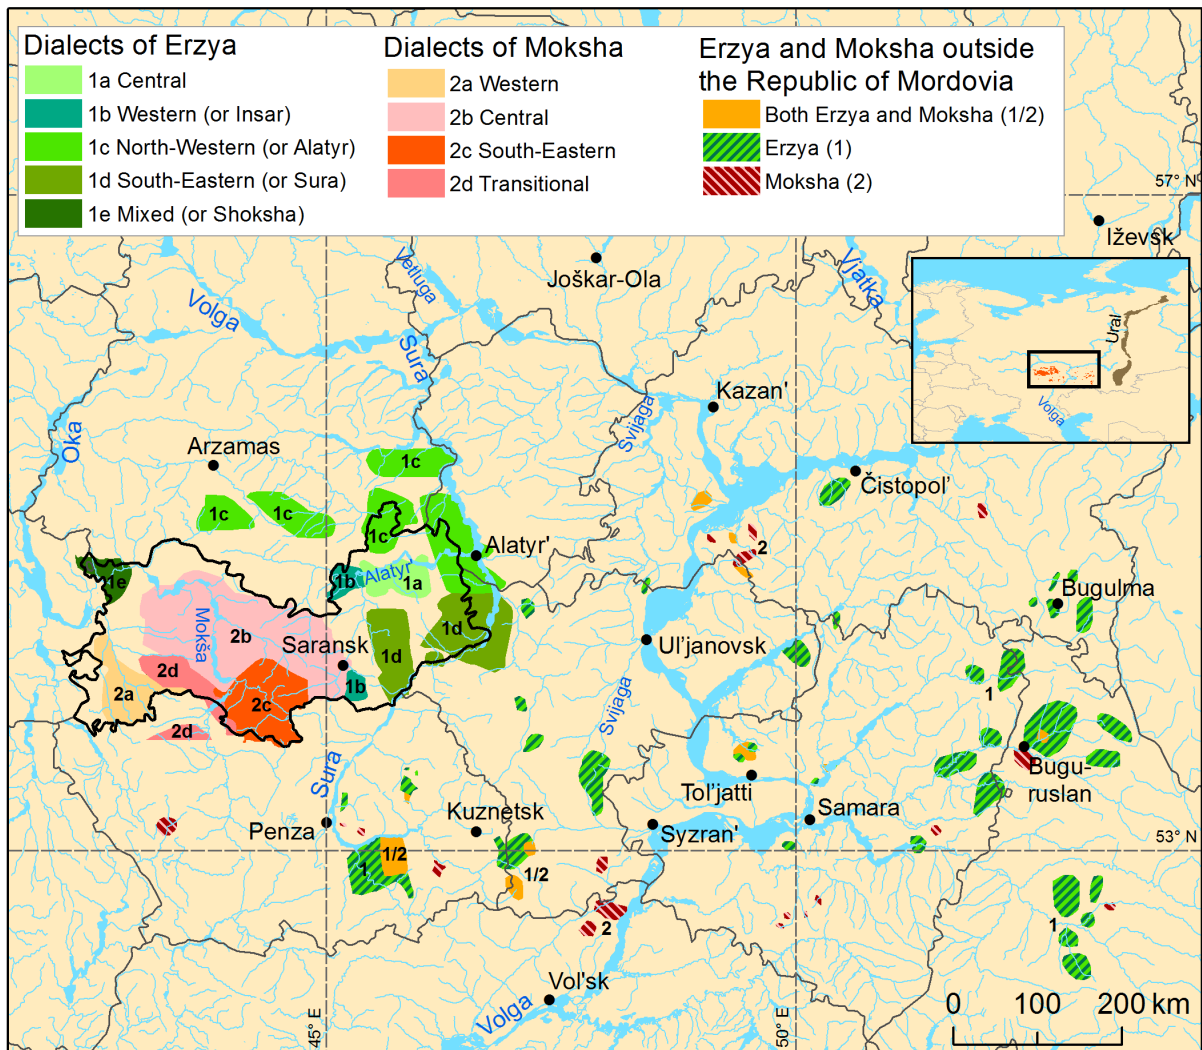 Dialects of Erzya
1a Central
1b Western (or Insar)
1c North-Western (or Alatyr)
1d South-Eastern (or Sura)
1e Mixed (or Shoksha)
Dialects of Moksha
2a Western
2b Central
2c South-Eastern
2d Transitional
Erzya and Moksha outside
the Republic of Mordovia
Both Erzya and Moksha (1/2)
Erzya (1)
Moksha (2)
57° N
Iževsk
Joškar-Ola
Vetluga
Vjatka
Volga
Sura
Ural
Volga
Kazan'
Svijaga
Oka
Arzamas
1c
Čistopol’
1c
1c
1c
Alatyr'
2
1e
1b
Alatyr'
1a
Bugulma
Mokša
2b
1d
Saransk
Ul’janovsk
1d
2d
2a
1b
2c
1
Svijaga
2d
Bugu-
ruslan
Sura
Tol’jatti
Kuznetsk
Samara
Penza
Syzran'
53° N
1/2
1
1/2
2
1
Vol'sk
Volga
45° E
50° E
0 100 200 km